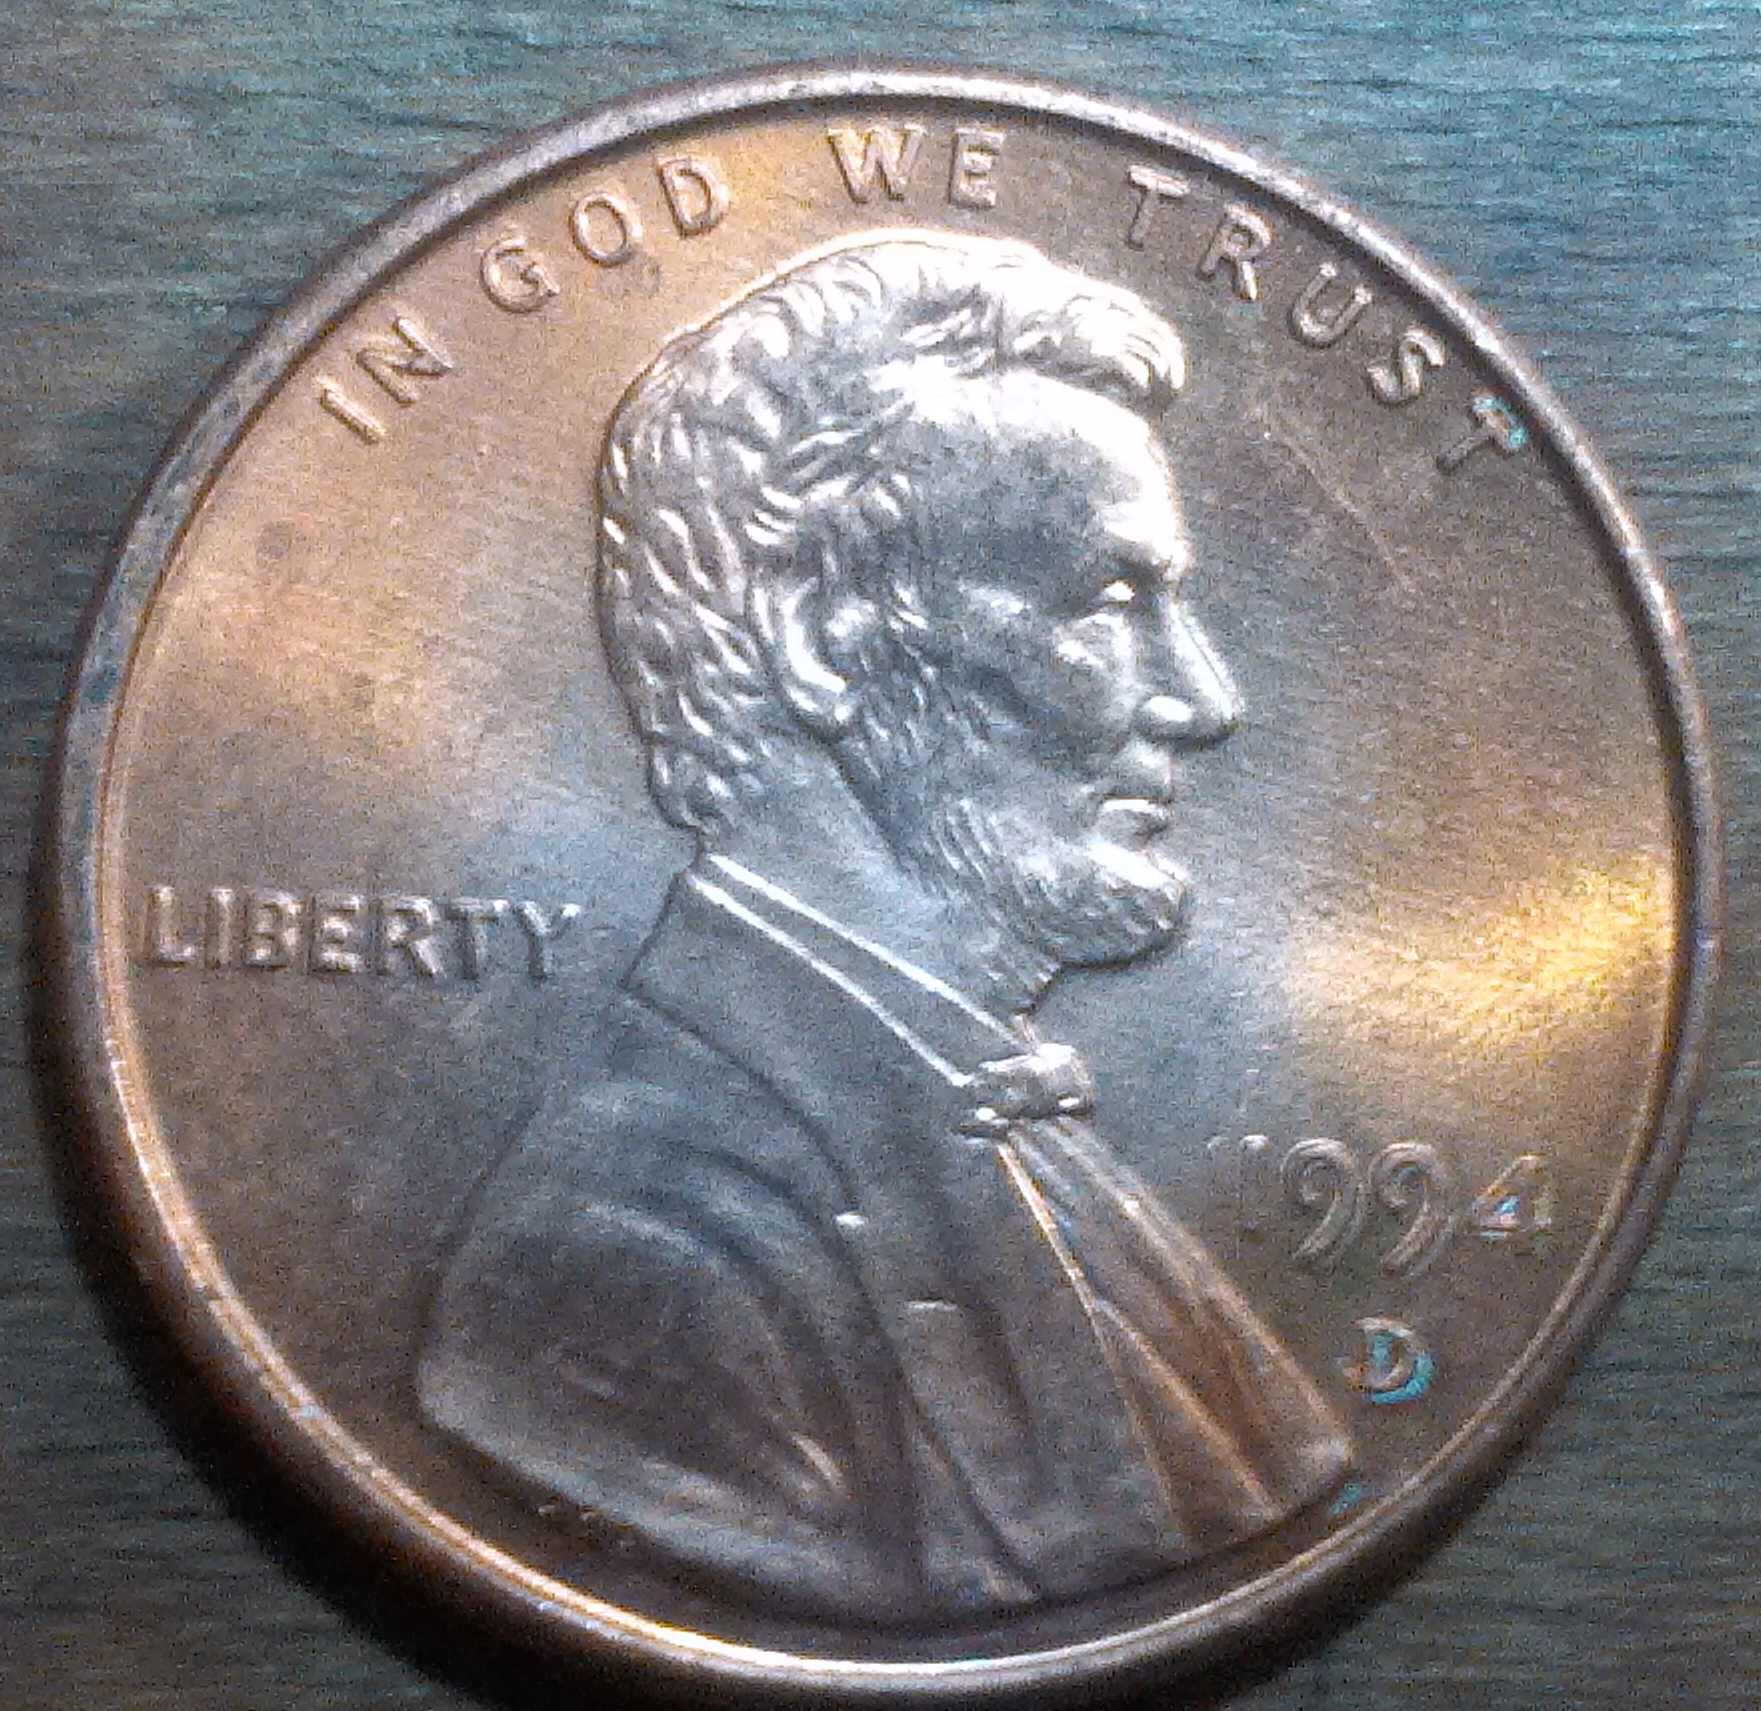 IN GOD WE TRUST
LIBERTY
1994
D